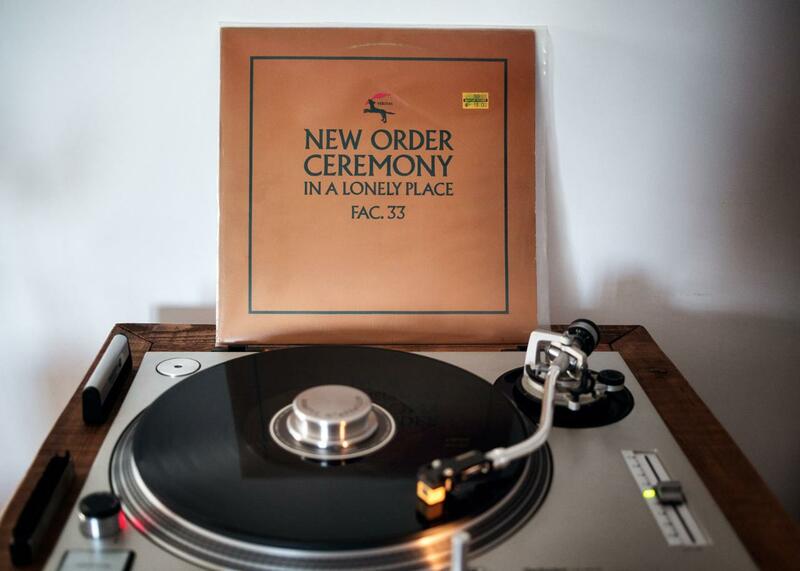 NEW ORDER
CEREMONY
IN A LONELY PLACE
FAC. 33